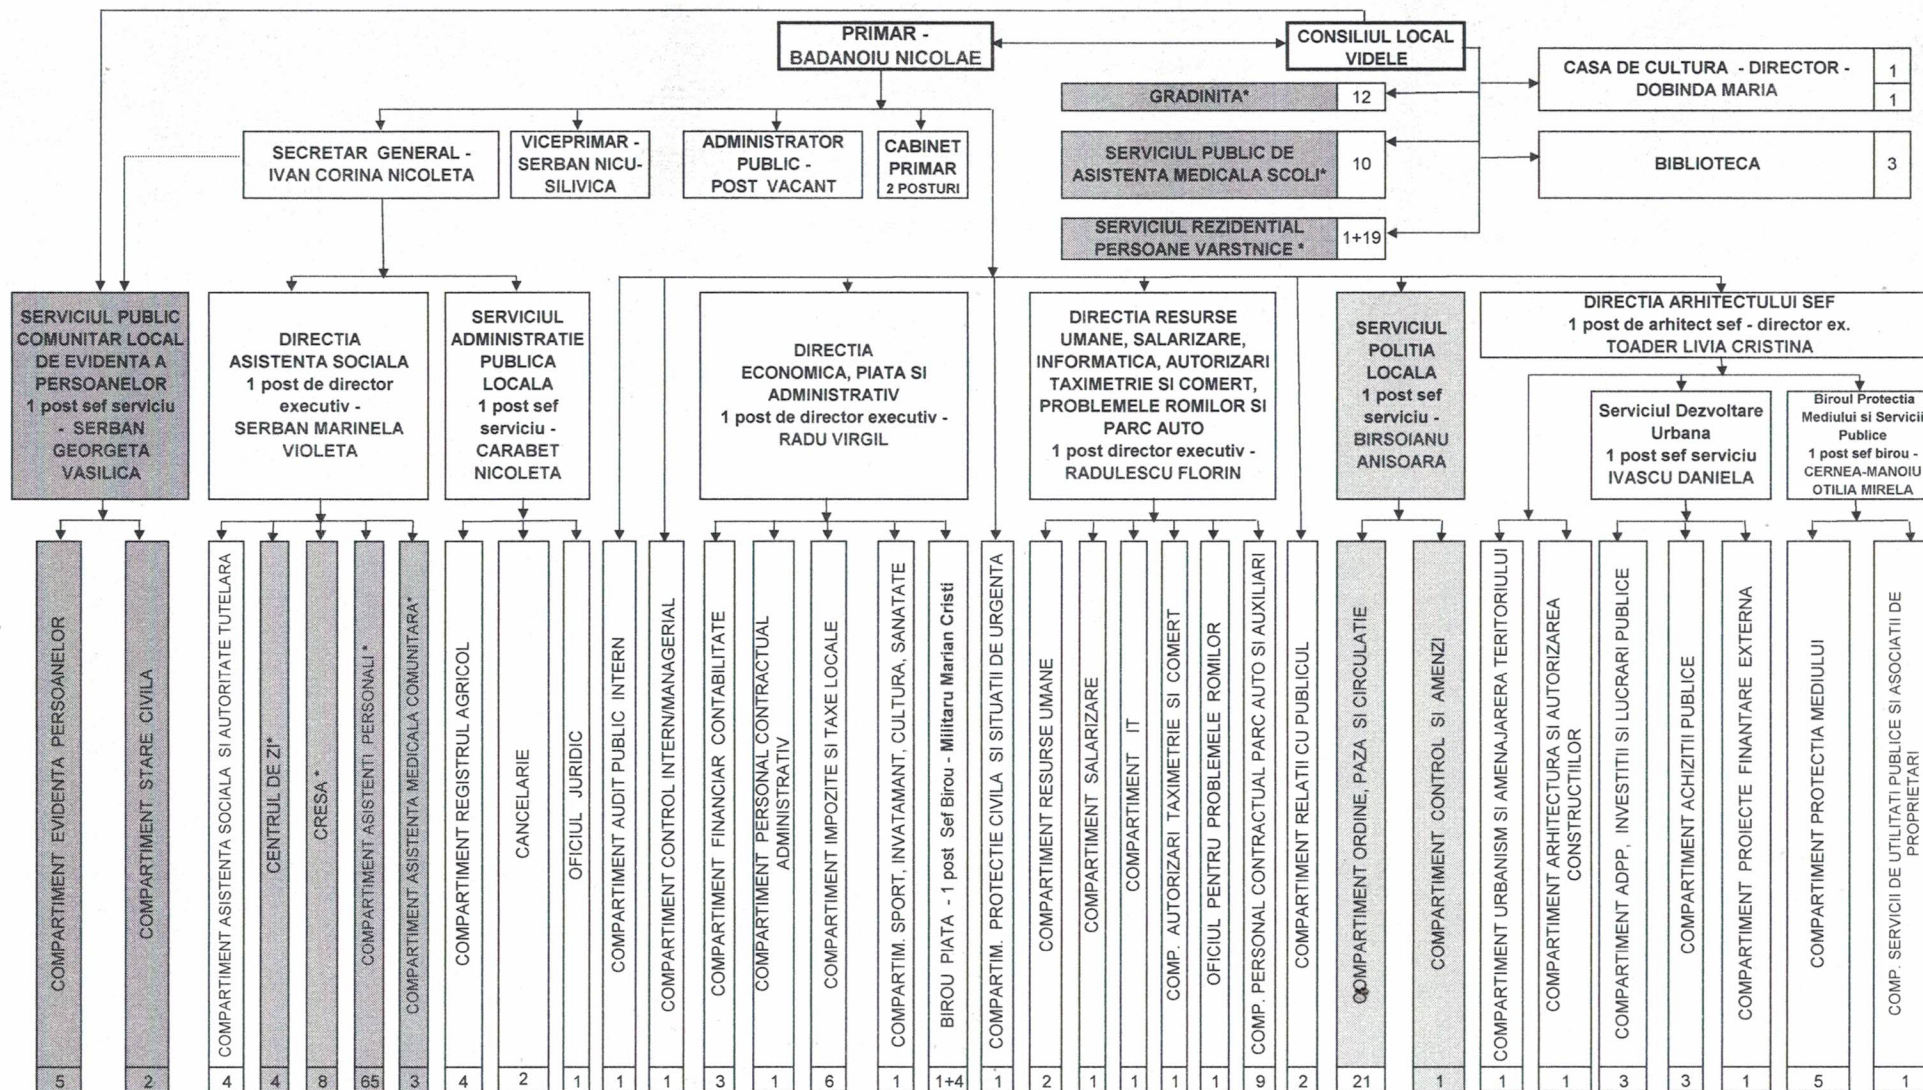 PRIMAR -
BADANOIU NICOLAE
CONSILIUL LOCAL
VIDELE
CASA DE CULTURA - DIRECTOR -
DOBINDA MARIA
1
1
GRADINITA*
12
SERVICIUL PUBLIC DE
ASISTENTA MEDICALA SCOLI*
10
BIBLIOTECA
3
SERVICIUL REZIDENTIAL
PERSOANE VARSTNICE *
1+19
SECRETAR GENERAL -
IVAN CORINA NICOLETA
VICEPRIMAR -
SERBAN NICU-
SILIVICA
ADMINISTRATOR
PUBLIC -
POST VACANT
CABINET
PRIMAR
2 POSTURI
SERVICIUL PUBLIC
COMUNITAR LOCAL
DE EVIDENTA A
PERSOANELOR
1 post sef serviciu
- SERBAN
GEORGETA
VASILICA
DIRECTIA
ASISTENTA SOCIALA
1 post de director
executiv -
SERBAN MARINELA
VIOLETA
SERVICIUL
ADMINISTRATIE
PUBLICA
LOCALA
1 post sef
serviciu -
CARABET
NICOLETA
DIRECTIA
ECONOMICA, PIATA SI
ADMINISTRATIV
1 post de director executiv -
RADU VIRGIL
DIRECTIA RESURSE
UMANE, SALARIZARE,
INFORMATICA, AUTORIZARI
TAXIMETRIE SI COMERT,
PROBLEMELE ROMILOR SI
PARC AUTO
1 post director executiv -
RADULESCU FLORIN
SERVICIUL
POLITIA
LOCALA
1 post sef
serviciu -
BIRSOIANU
ANISOARA
DIRECTIA ARHITECTULUI SEF
1 post de arhitect sef - director ex.
TOADER LIVIA CRISTINA
Serviciul Dezvoltare
Urbana
1 post sef serviciu
IVASCU DANIELA
Biroul Protectia
Mediului si Servicii
Publice
1 post sef birou -
CERNEA-MANOIU
OTILIA MIRELA
COMPARTIMENT EVIDENTA PERSOANELOR
5
COMPARTIMENT STARE CIVILA
2
COMPARTIMENT ASISTENTA SOCIALA SI AUTORITATE TUTELARA
4
CENTRUL DE ZI*
4
CRESA *
8
COMPARTIMENT ASISTENTI PERSONALI *
65
COMPARTIMENT ASISTENTA MEDICALA COMUNITARA*
3
COMPARTIMENT REGISTRUL AGRICOL
4
CANCELARIE
2
OFICIUL JURIDIC
1
COMPARTIMENT AUDIT PUBLIC INTERN
1
COMPARTIMENT CONTROL INTERN/MANAGERIAL
1
COMPARTIMENT FINANCIAR CONTABILITATE
3
COMPARTIMENT PERSONAL CONTRACTUAL
ADMINISTRATIV
1
COMPARTIMENT IMPOZITE SI TAXE LOCALE
6
COMPARTIM. SPORT, INVATAMANT, CULTURA, SANATATE
1
BIROU PIATA - 1 post Sef Birou - Militaru Marian Cristi
1+4
COMPARTIM. PROTECTIE CIVILA SI SITUATII DE URGENTA
1
COMPARTIMENT RESURSE UMANE
2
COMPARTIMENT SALARIZARE
1
COMPARTIMENT IT
1
COMP. AUTORIZARI TAXIMETRIE SI COMERT
1
OFICIUL PENTRU PROBLEMELE ROMILOR
1
COMP. PERSONAL CONTRACTUAL PARC AUTO SI AUXILIARI
9
COMPARTIMENT RELATII CU PUBLICUL
2
COMPARTIMENT ORDINE, PAZA SI CIRCULATIE
21
COMPARTIMENT CONTROL SI AMENZI
1
COMPARTIMENT URBANISM SI AMENAJAREA TERITORIULUI
1
COMPARTIMENT ARHITECTURA SI AUTORIZAREA
CONSTRUCTIILOR
1
COMPARTIMENT ADPP, INVESTITII SI LUCRARI PUBLICE
3
COMPARTIMENT ACHIZITII PUBLICE
3
COMPARTIMENT PROIECTE FINANTARE EXTERNA
1
COMPARTIMENT PROTECTIA MEDIULUI
5
COMP. SERVICII DE UTILITATI PUBLICE SI ASOCIATII DE
PROPRIETARI
1